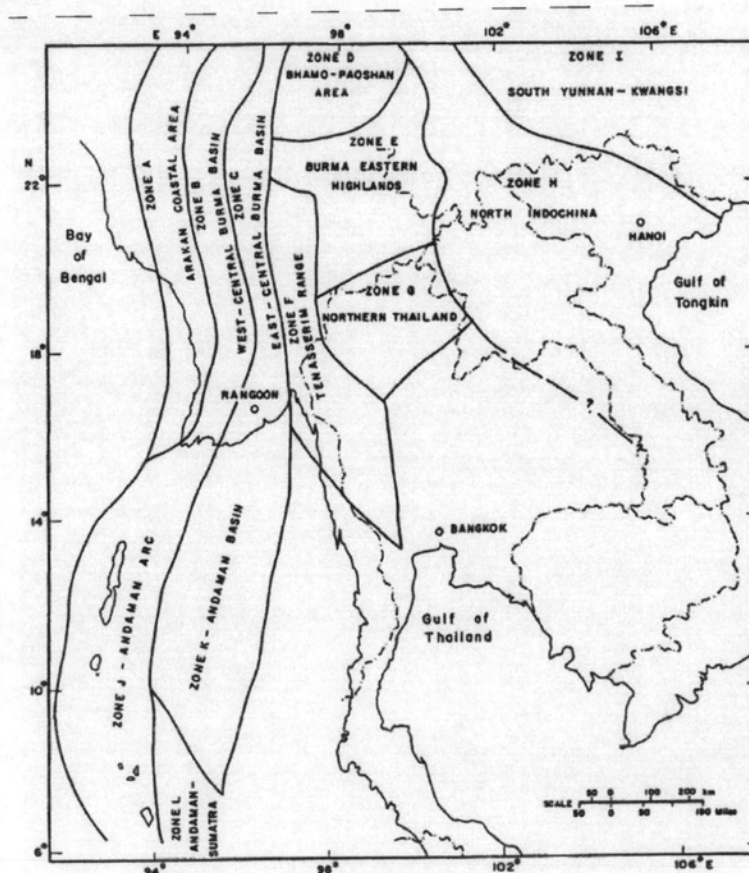 E 94° 98° 102° 106° E
ZONE D
BHAMO-PAOSHAN
AREA
ZONE I
SOUTH YUNNAN-KWANGSI
N
22°
18°
14°
10°
6°
ZONE A
ARAKAN COASTAL AREA
ZONE B
WEST-CENTRAL BURMA BASIN
ZONE C
EAST-CENTRAL BURMA BASIN
ZONE E
BURMA EASTERN
HIGHLANDS
ZONE F
TENASSERIM RANGE
ZONE H
NORTH INDOCHINA
HANOI
Bay
of
Bengal
Gulf of
Tongkin
ZONE G
NORTHERN THAILAND
RANGOON
?
BANGKOK
Gulf of
Thailand
ZONE J - ANDAMAN ARC
ZONE K - ANDAMAN BASIN
ZONE L
ANDAMAN-
SUMATRA
50 0 50 100 200 km
SCALE
50 0 50 100 Miles
94° 98° 102° 106°